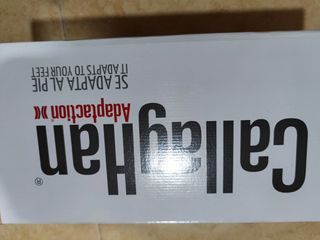 CallagHan®
Adaptaction»
SE ADAPTA AL PIE
IT ADAPTS TO YOUR FEET